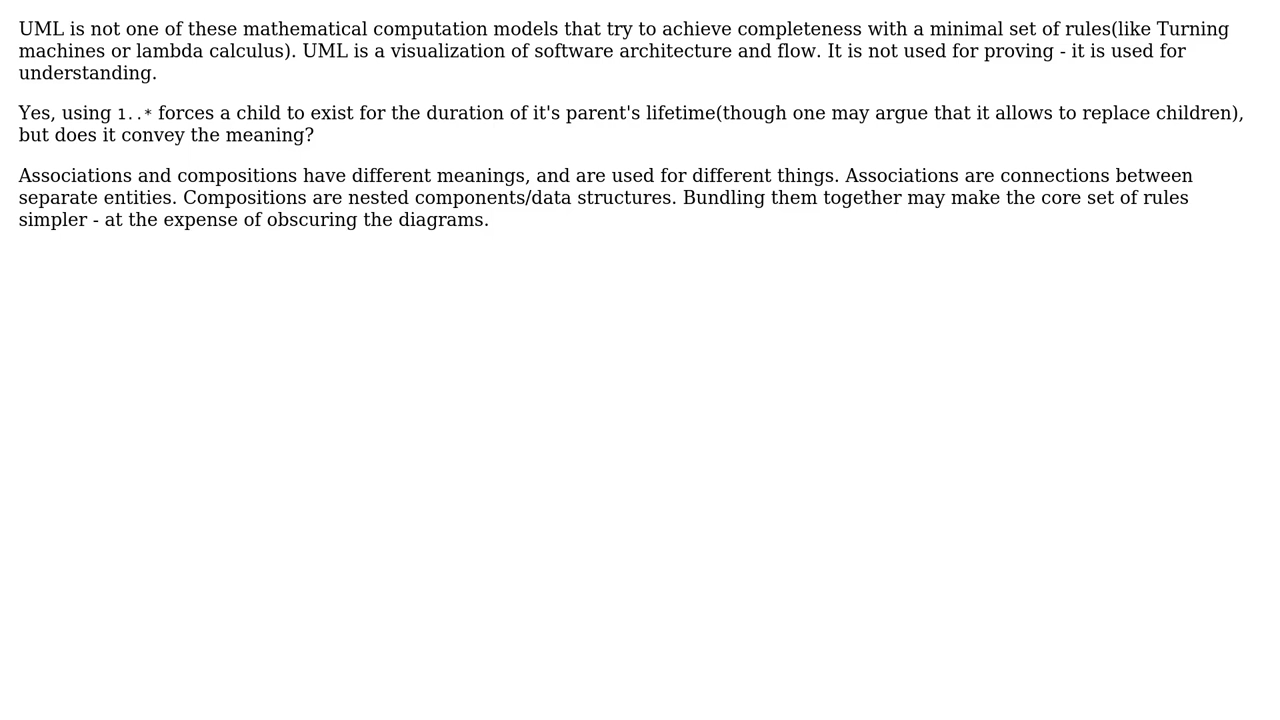 UML is not one of these mathematical computation models that try to achieve completeness with a minimal set of rules(like Turning
machines or lambda calculus). UML is a visualization of software architecture and flow. It is not used for proving - it is used for
understanding.
Yes, using 1..* forces a child to exist for the duration of it's parent's lifetime(though one may argue that it allows to replace children),
but does it convey the meaning?
Associations and compositions have different meanings, and are used for different things. Associations are connections between
separate entities. Compositions are nested components/data structures. Bundling them together may make the core set of rules
simpler - at the expense of obscuring the diagrams.